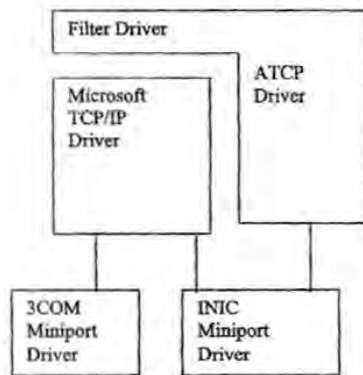 Filter Driver
ATCP
Driver
Microsoft
TCP/IP
Driver
3COM
Miniport
Driver
INIC
Miniport
Driver